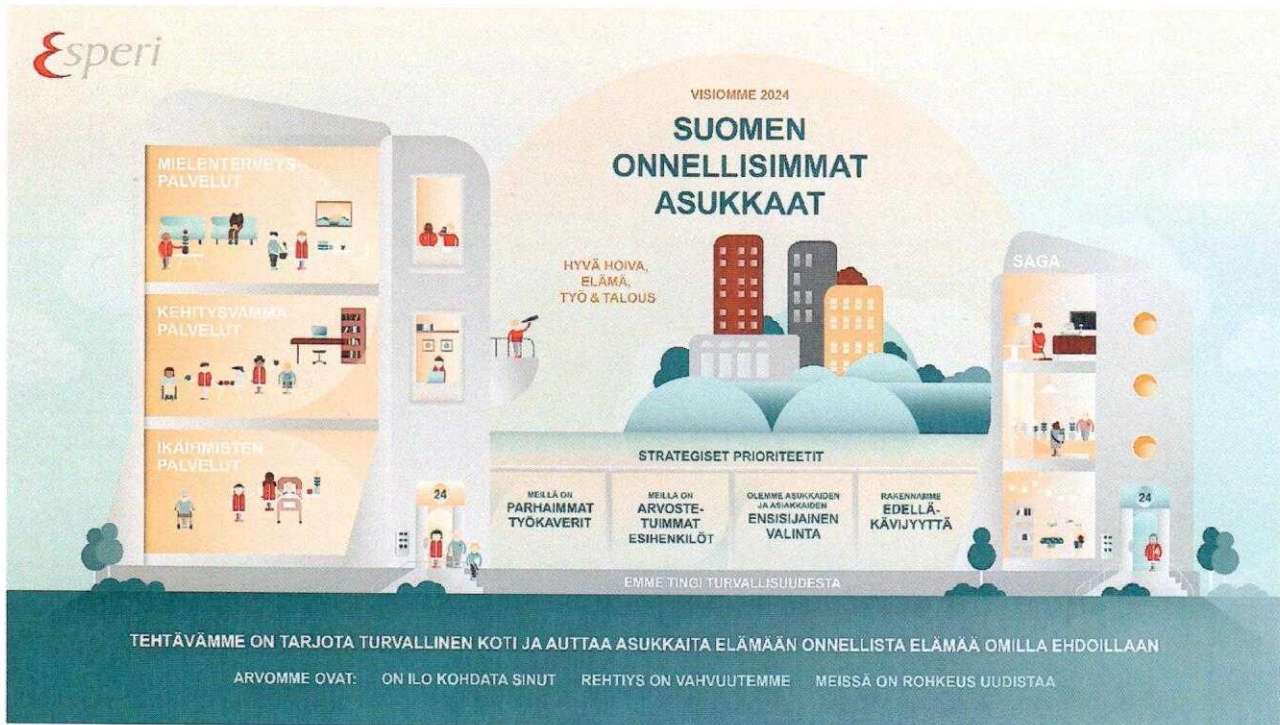 Esperi
VISIOMME 2024
SUOMEN
ONNELLISIMMAT
ASUKKAAT
HYVÄ HOIVA,
ELÄMÄ,
TYÖ & TALOUS
MIELENTERVEYS-
PALVELUT
KEHITYSVAMMA-
PALVELUT
IKÄIHMISTEN
PALVELUT
24
SAGA
24
STRATEGISET PRIORITEETIT
MEILLÄ ON
PARHAIMMAT
TYÖKAVERIT
MEILLÄ ON
ARVOSTE-
TUIMMAT
ESIHENKILÖT
OLEMME ASUKKAIDEN
JA ASIAKKAIDEN
ENSISIJAINEN
VALINTA
RAKENNAMME
EDELLÄ-
KÄVIJYYTTÄ
EMME TINGI TURVALLISUUDESTA
TEHTÄVÄMME ON TARJOTA TURVALLINEN KOTI JA AUTTAA ASUKKAITA ELÄMÄÄN ONNELLISTA ELÄMÄÄ OMILLA EHDOILLAAN
ARVOMME OVAT: ON ILO KOHDATA SINUT REHTIYS ON VAHVUUTEMME MEISSÄ ON ROHKEUS UUDISTAA